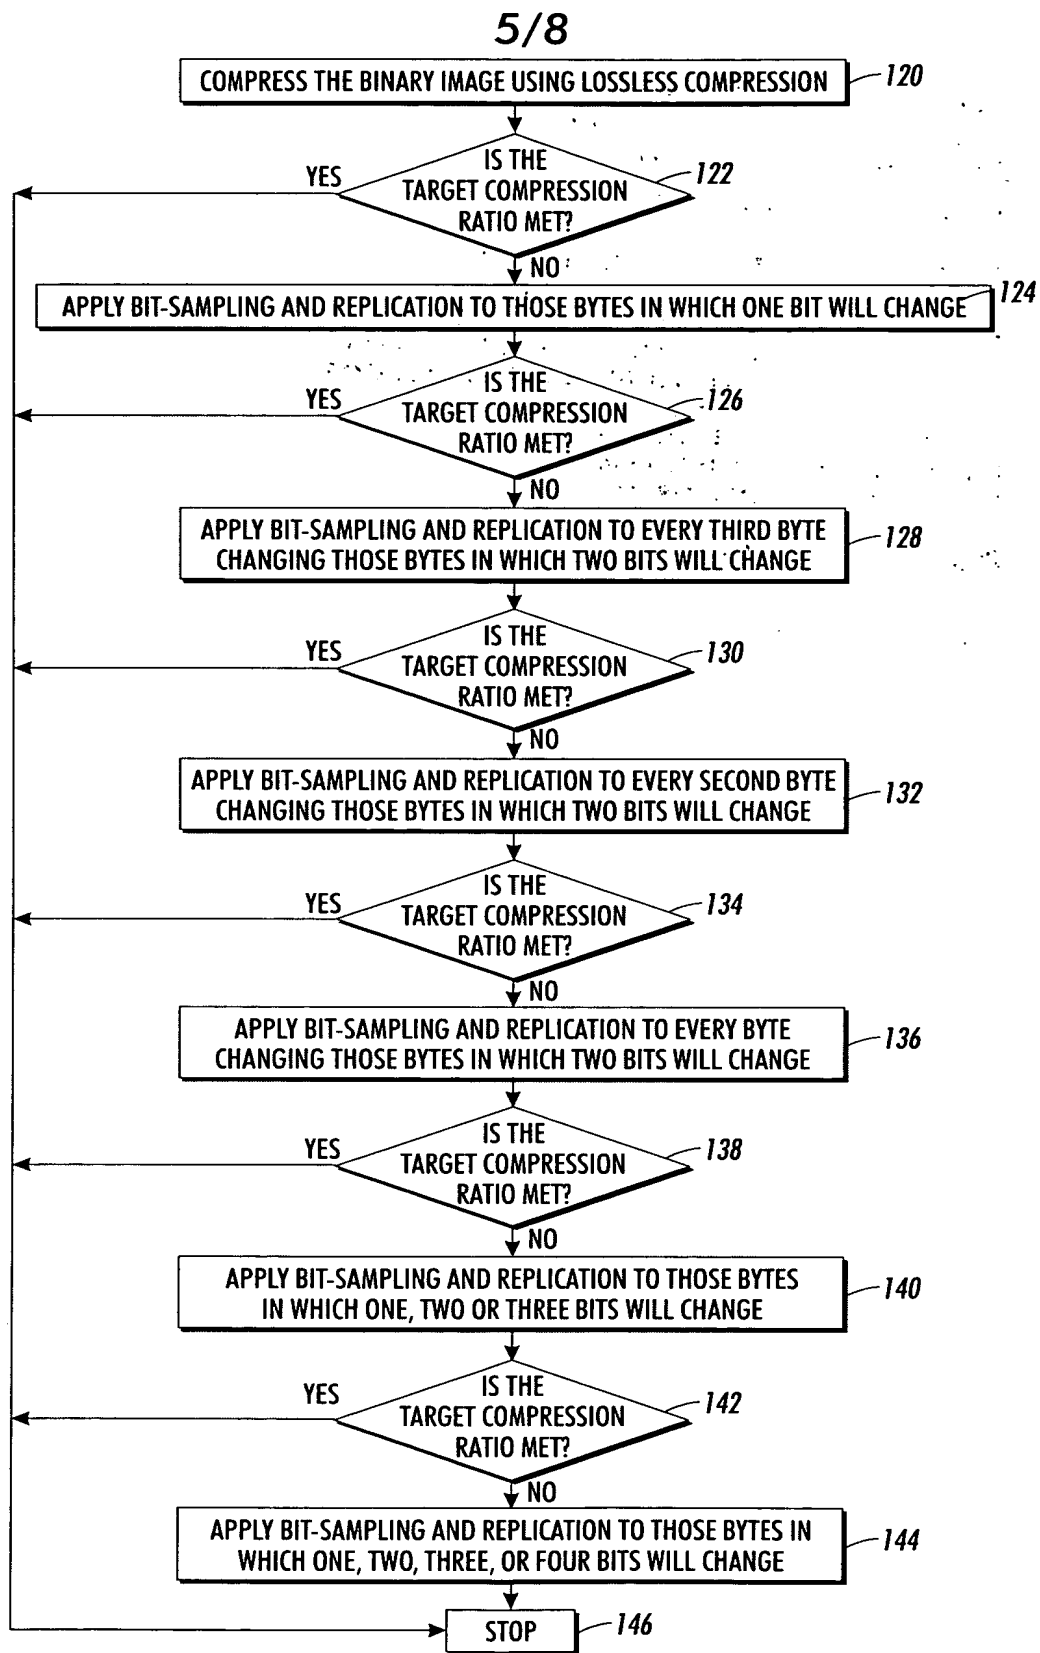 5/8
COMPRESS THE BINARY IMAGE USING LOSSLESS COMPRESSION
120
IS THE
TARGET COMPRESSION
RATIO MET?
122
YES
NO
APPLY BIT-SAMPLING AND REPLICATION TO THOSE BYTES IN WHICH ONE BIT WILL CHANGE
124
IS THE
TARGET COMPRESSION
RATIO MET?
126
YES
NO
APPLY BIT-SAMPLING AND REPLICATION TO EVERY THIRD BYTE
CHANGING THOSE BYTES IN WHICH TWO BITS WILL CHANGE
128
IS THE
TARGET COMPRESSION
RATIO MET?
130
YES
NO
APPLY BIT-SAMPLING AND REPLICATION TO EVERY SECOND BYTE
CHANGING THOSE BYTES IN WHICH TWO BITS WILL CHANGE
132
IS THE
TARGET COMPRESSION
RATIO MET?
134
YES
NO
APPLY BIT-SAMPLING AND REPLICATION TO EVERY BYTE
CHANGING THOSE BYTES IN WHICH TWO BITS WILL CHANGE
136
IS THE
TARGET COMPRESSION
RATIO MET?
138
YES
NO
APPLY BIT-SAMPLING AND REPLICATION TO THOSE BYTES
IN WHICH ONE, TWO OR THREE BITS WILL CHANGE
140
IS THE
TARGET COMPRESSION
RATIO MET?
142
YES
NO
APPLY BIT-SAMPLING AND REPLICATION TO THOSE BYTES IN
WHICH ONE, TWO, THREE, OR FOUR BITS WILL CHANGE
144
STOP
146